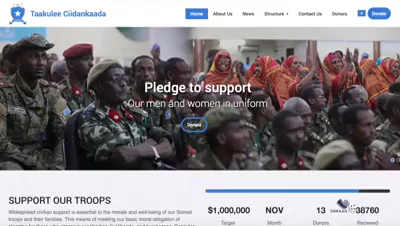 Taakulee Ciidankaada
Home
About Us
News
Structure
Contact Us
Donors
Donate
Pledge to support
Our men and women in uniform
Donate
SUPPORT OUR TROOPS
Widespread civilian support is essential to the morale and well-being of our Somali
troops and their families. This means of meeting our basic moral obligation of
$1,000,000
NOV
13
38760
Target
Month
Donors
Recieved